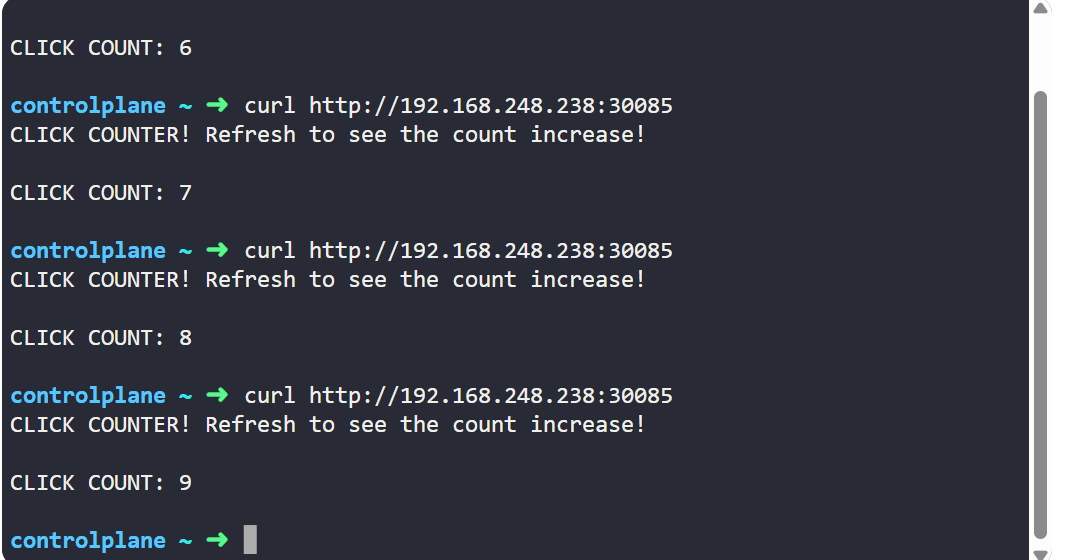 CLICK COUNT: 6
controlplane ~ ➜ curl http://192.168.248.238:30085
CLICK COUNTER! Refresh to see the count increase!
CLICK COUNT: 7
controlplane ~ ➜ curl http://192.168.248.238:30085
CLICK COUNTER! Refresh to see the count increase!
CLICK COUNT: 8
controlplane ~ ➜ curl http://192.168.248.238:30085
CLICK COUNTER! Refresh to see the count increase!
CLICK COUNT: 9
controlplane ~ ➜